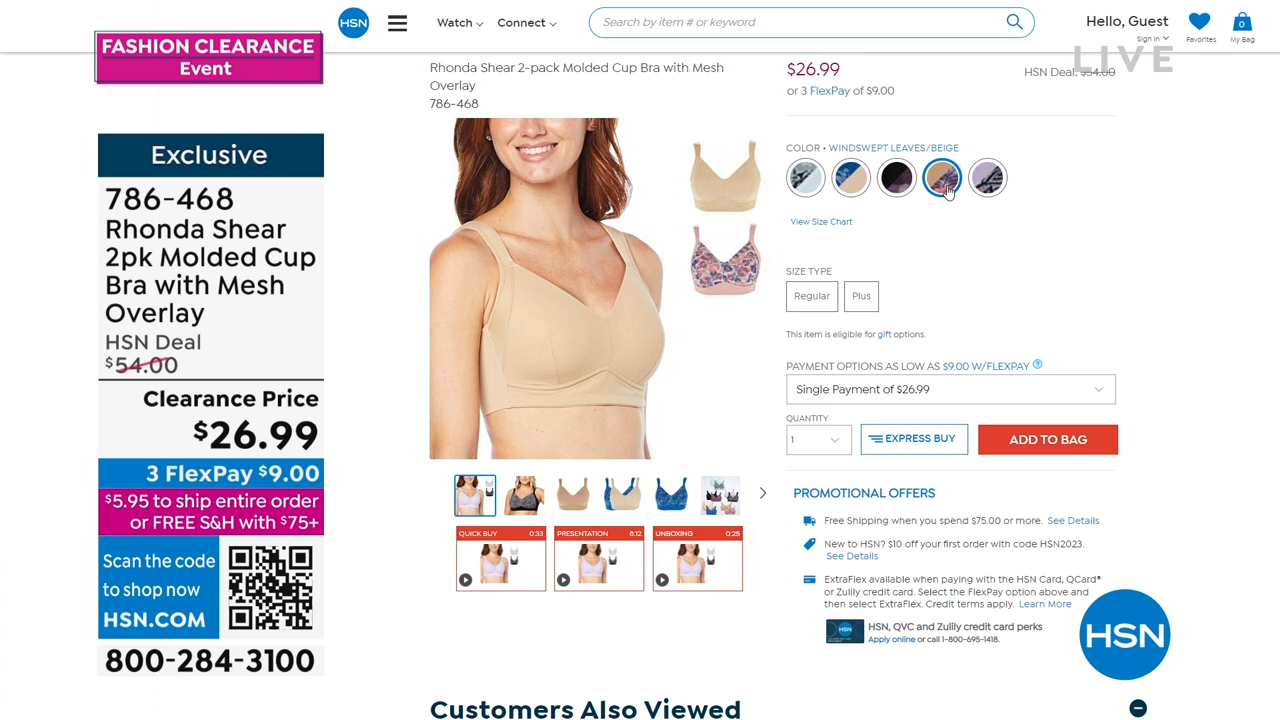 FASHION CLEARANCE
Event
Exclusive
786-468
Rhonda Shear
2pk Molded Cup
Bra with Mesh
Overlay
HSN Deal
$54.00
Clearance Price
$26.99
3 FlexPay $9.00
$5.95 to ship entire order
or FREE S&H with $75+
Scan the code
to shop now
HSN.COM
800-284-3100
HSN
Watch
Connect
Search by item # or keyword
Hello, Guest
Sign In
Favorites
0
My Bag
LIVE
Rhonda Shear 2-pack Molded Cup Bra with Mesh
Overlay
786-468
$26.99
HSN Deal: $54.00
or 3 FlexPay of $9.00
COLOR • WINDSWEPT LEAVES/BEIGE
View Size Chart
SIZE TYPE
Regular
Plus
This item is eligible for gift options.
PAYMENT OPTIONS AS LOW AS $9.00 W/FLEXPAY
Single Payment of $26.99
QUANTITY
1
EXPRESS BUY
ADD TO BAG
QUICK BUY 0:33
PRESENTATION 8:12
UNBOXING 0:25
PROMOTIONAL OFFERS
Free Shipping when you spend $75.00 or more. See Details
New to HSN? $10 off your first order with code HSN2023.
See Details
ExtraFlex available when paying with the HSN Card, QCard®
or Zulily credit card. Select the FlexPay option above and
then select ExtraFlex. Credit terms apply. Learn More
HSN
HSN, QVC and Zulily credit card perks
Apply online or call 1-800-695-1418.
HSN
Customers Also Viewed